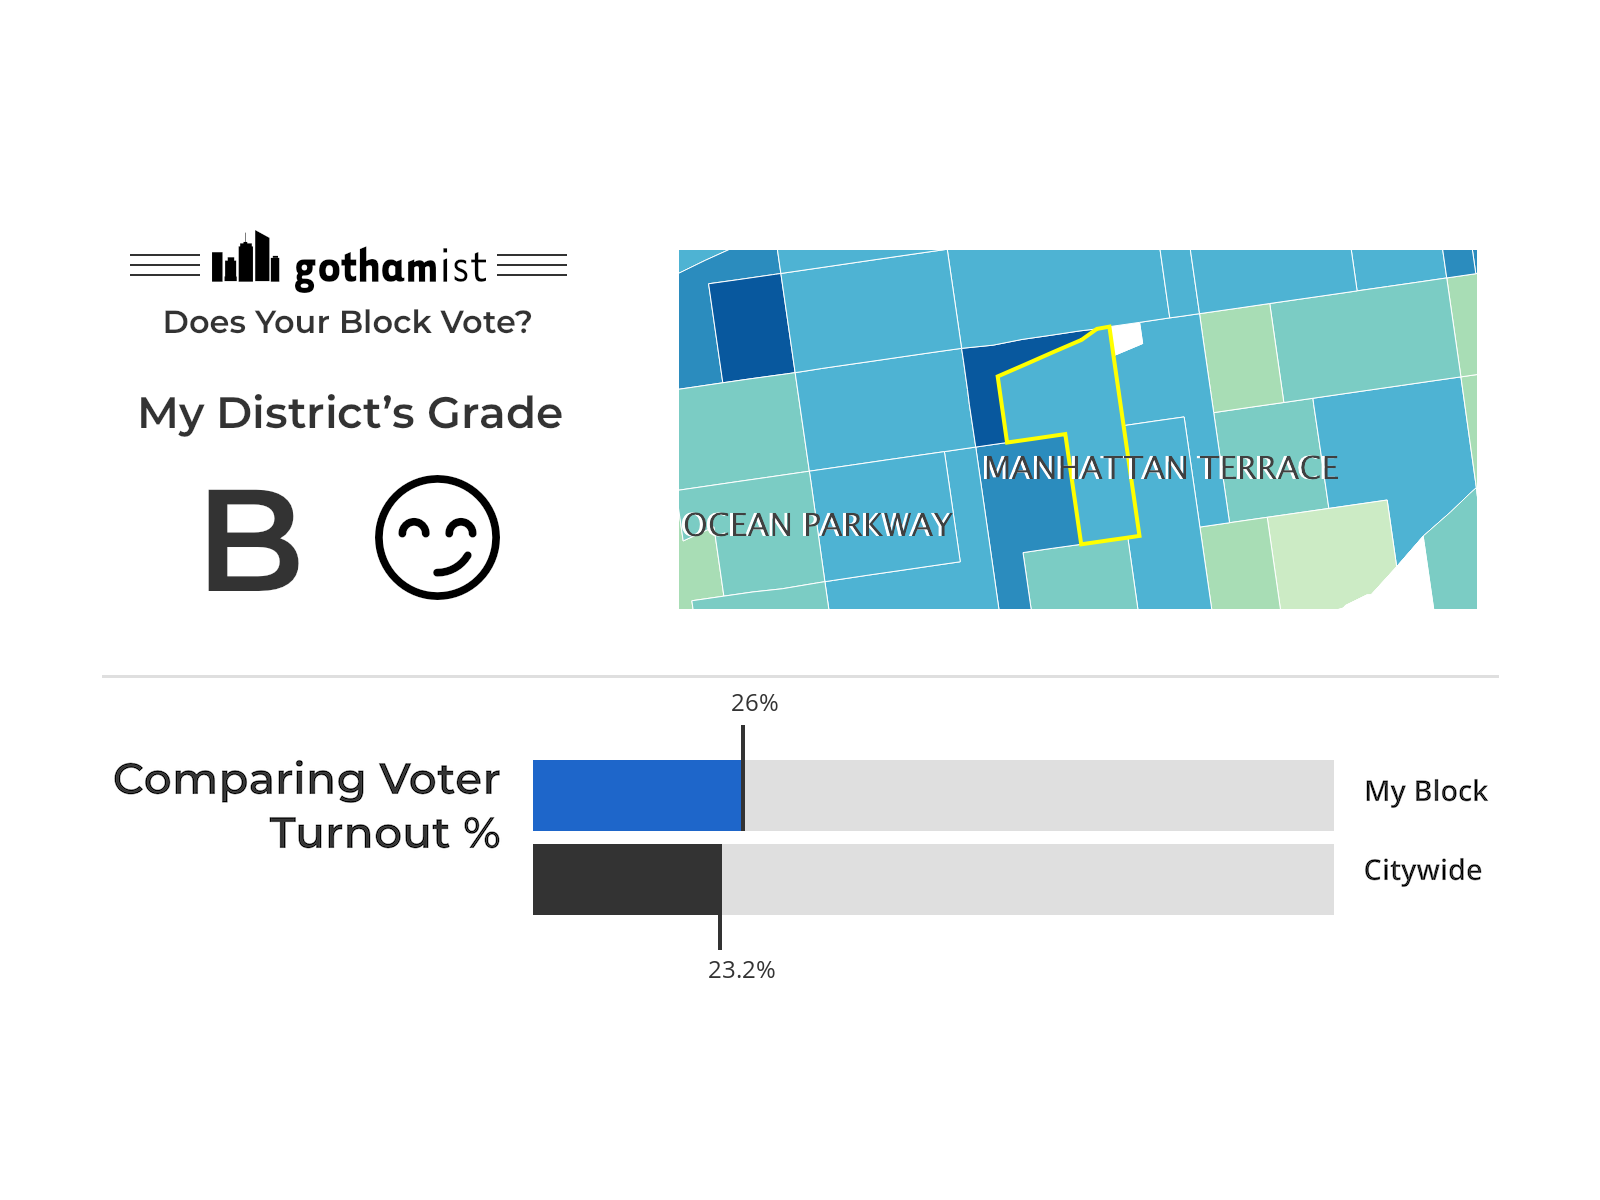 gothamist
Does Your Block Vote?
My District's Grade
B
MANHATTAN TERRACE
OCEAN PARKWAY
26%
Comparing Voter
Turnout %
My Block
Citywide
23.2%